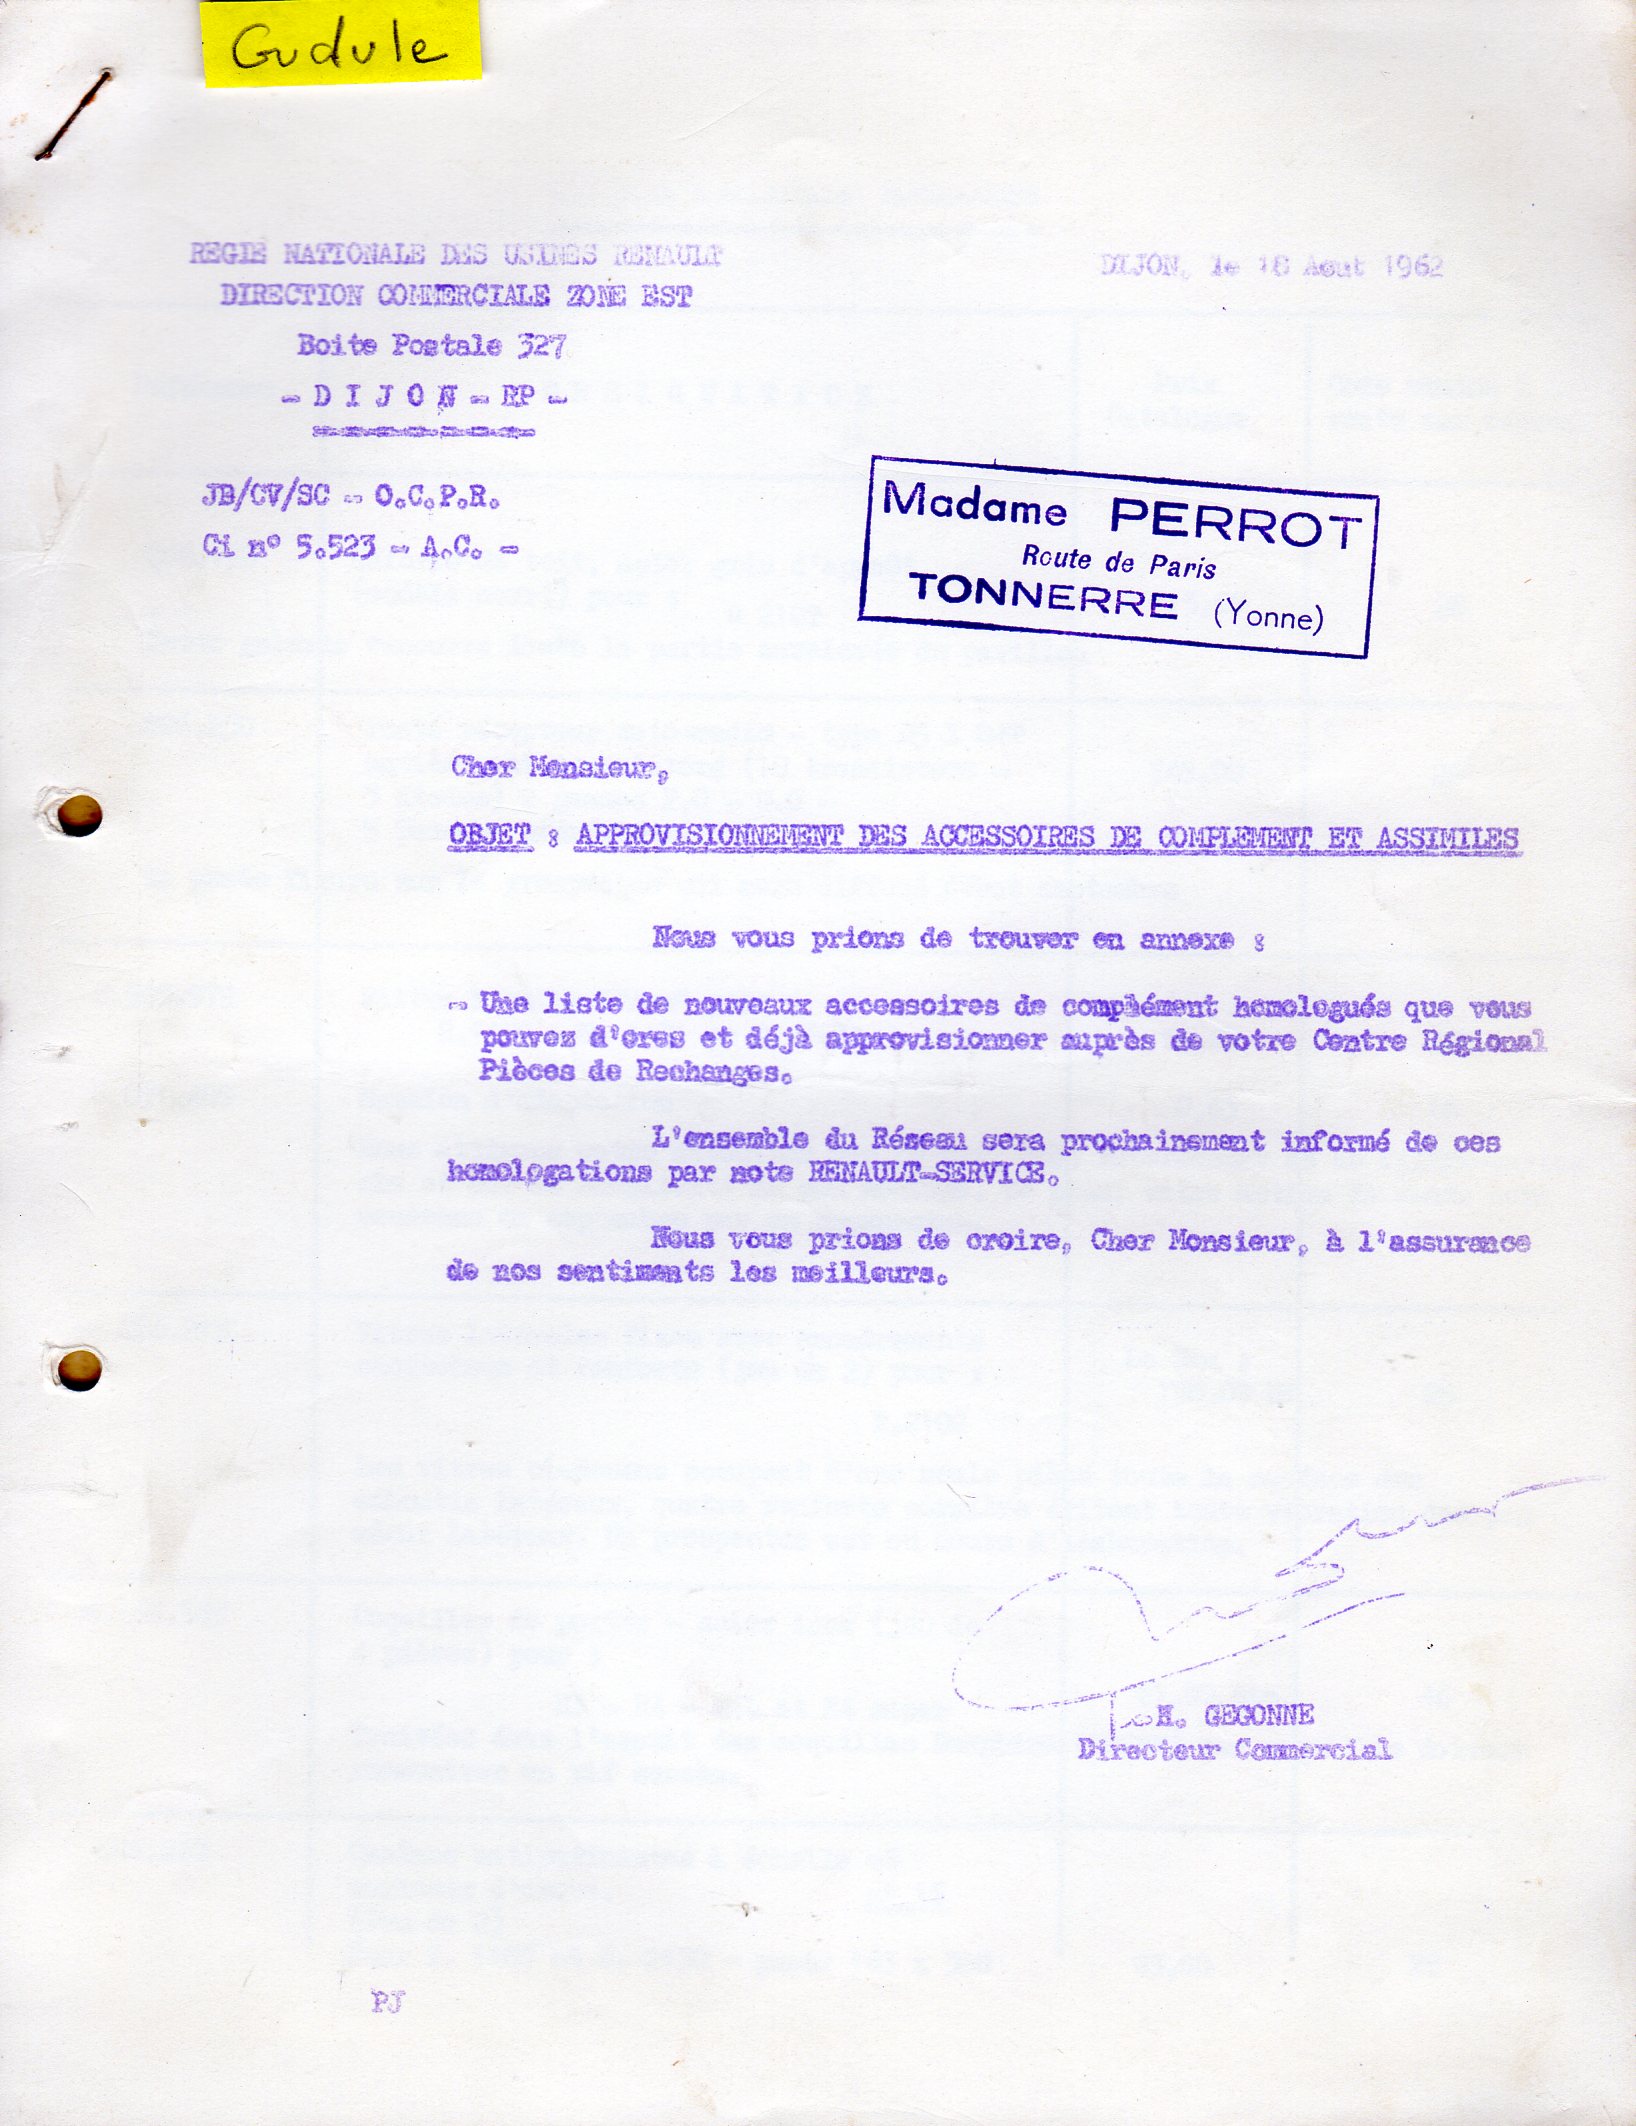 Gudule
REGIE NATIONALE DES USINES RENAULT
DIJON, le 18 Aout 1962
DIRECTION COMMERCIALE ZONE EST
Boite Postale 327
- D I J O N - RP -
JB/CV/SC - O.C.P.R.
Ci n° 5.523 - A.C. -
Madame PERROT
Route de Paris
TONNERRE (Yonne)
Cher Monsieur,
OBJET : APPROVISIONNEMENT DES ACCESSOIRES DE COMPLEMENT ET ASSIMILES
Nous vous prions de trouver en annexe :
- Une liste de nouveaux accessoires de complément homologués que vous
pouvez d'ores et déjà approvisionner auprès de votre Centre Régional
Pièces de Rechanges.
L'ensemble du Réseau sera prochainement informé de ces
homologations par note RENAULT-SERVICE.
Nous vous prions de croire, Cher Monsieur, à l'assurance
de nos sentiments les meilleurs.
H. GEGONNE
Directeur Commercial
PJ